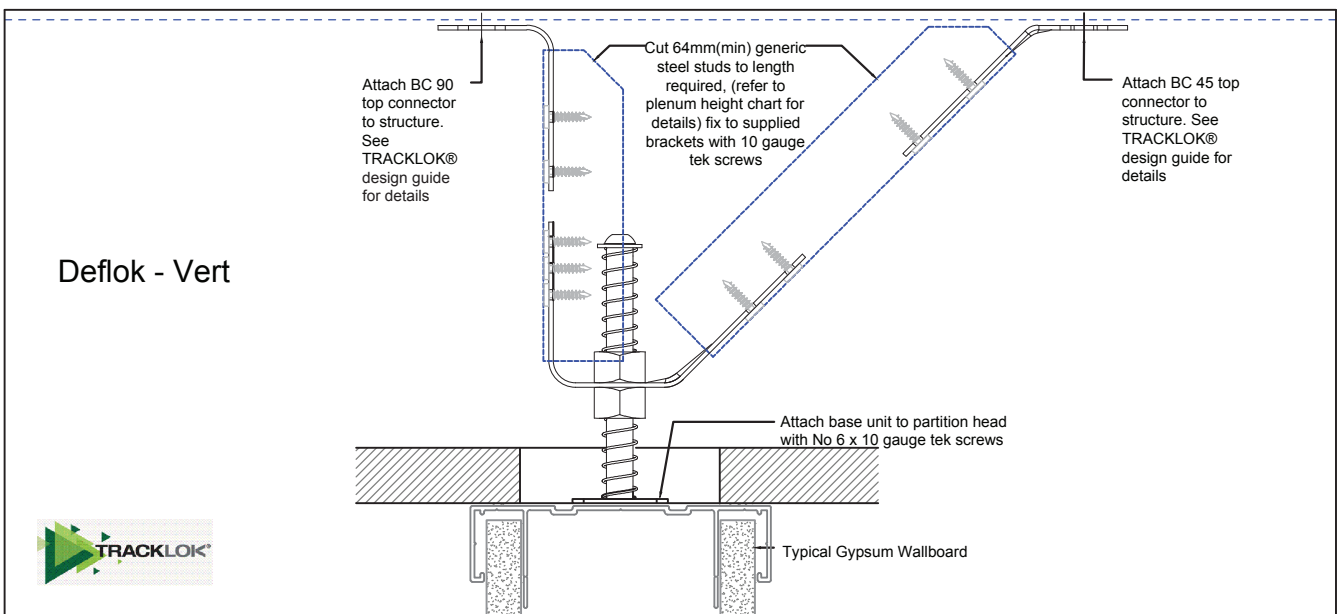 Cut 64mm(min) generic
steel studs to length
required, (refer to
plenum height chart for
details) fix to supplied
brackets with 10 gauge
tek screws
Attach BC 90
top connector
to structure.
See
TRACKLOK®
design guide
for details
Attach BC 45 top
connector to
structure. See
TRACKLOK®
design guide for
details
Deflok - Vert
Attach base unit to partition head
with No 6 x 10 gauge tek screws
Typical Gypsum Wallboard
TRACKLOK®